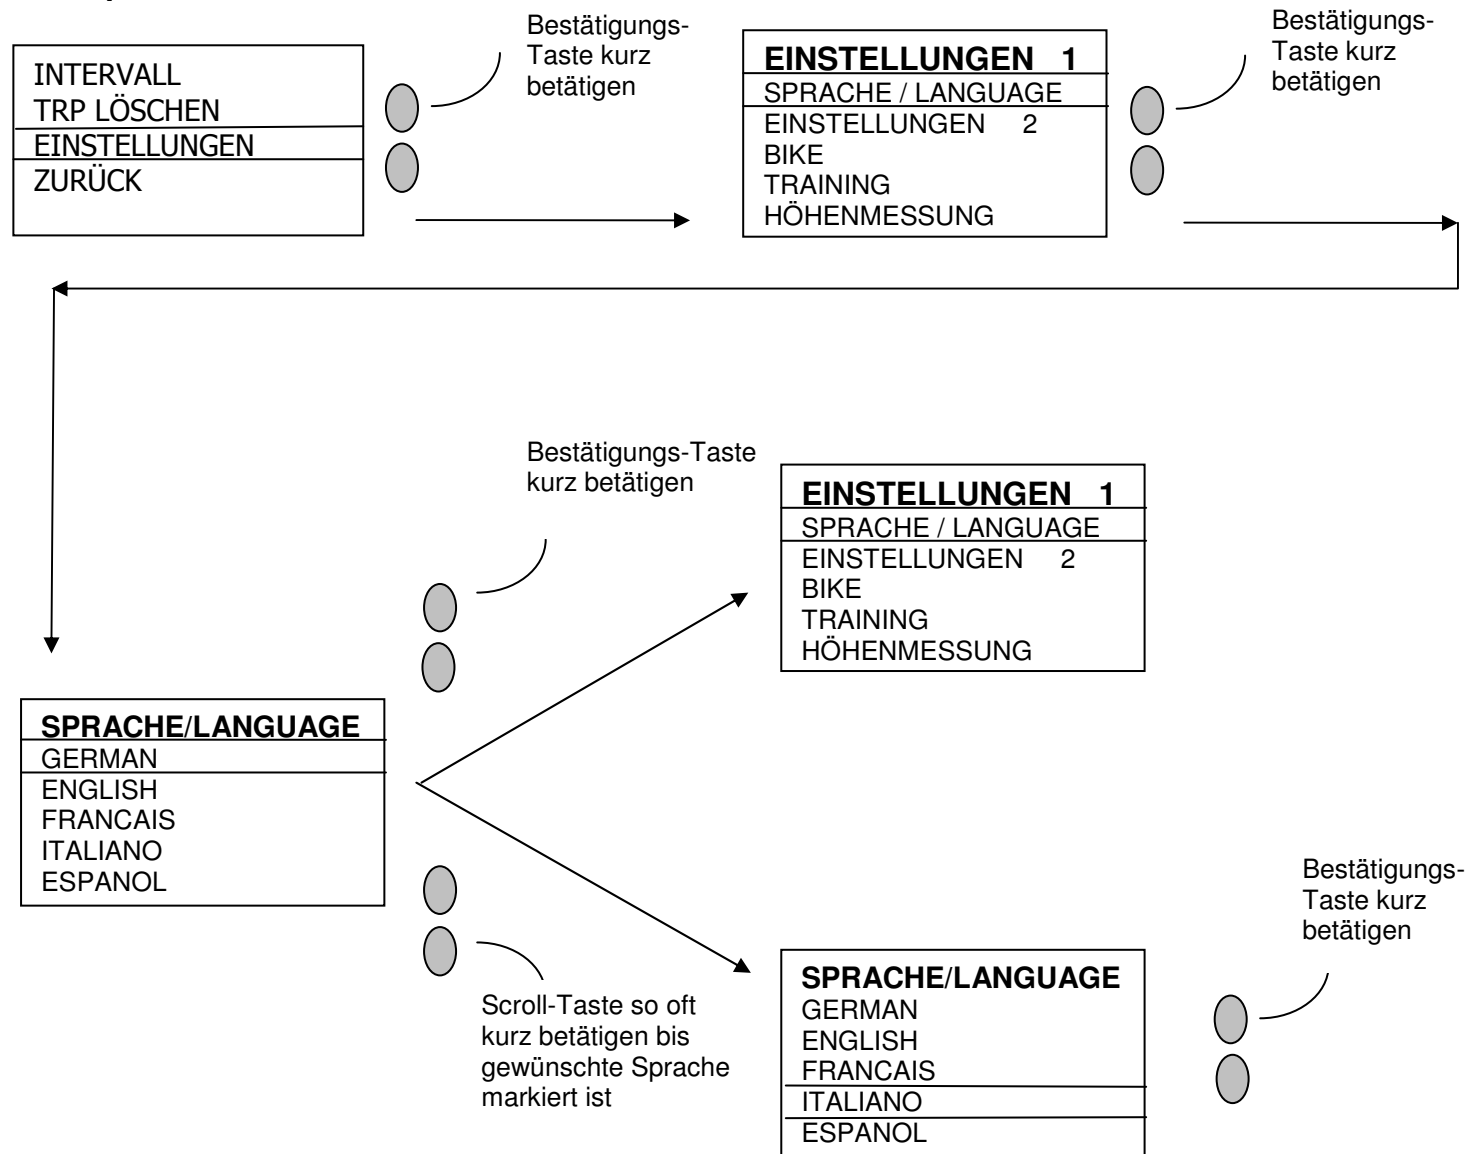 INTERVALL
TRP LÖSCHEN
EINSTELLUNGEN
ZURÜCK
Bestätigungs-
Taste kurz
betätigen
EINSTELLUNGEN 1
SPRACHE / LANGUAGE
EINSTELLUNGEN 2
BIKE
TRAINING
HÖHENMESSUNG
Bestätigungs-
Taste kurz
betätigen
Bestätigungs-Taste
kurz betätigen
EINSTELLUNGEN 1
SPRACHE / LANGUAGE
EINSTELLUNGEN 2
BIKE
TRAINING
HÖHENMESSUNG
SPRACHE/LANGUAGE
GERMAN
ENGLISH
FRANCAIS
ITALIANO
ESPANOL
Scroll-Taste so oft
kurz betätigen bis
gewünschte Sprache
markiert ist
SPRACHE/LANGUAGE
GERMAN
ENGLISH
FRANCAIS
ITALIANO
ESPANOL
Bestätigungs-
Taste kurz
betätigen